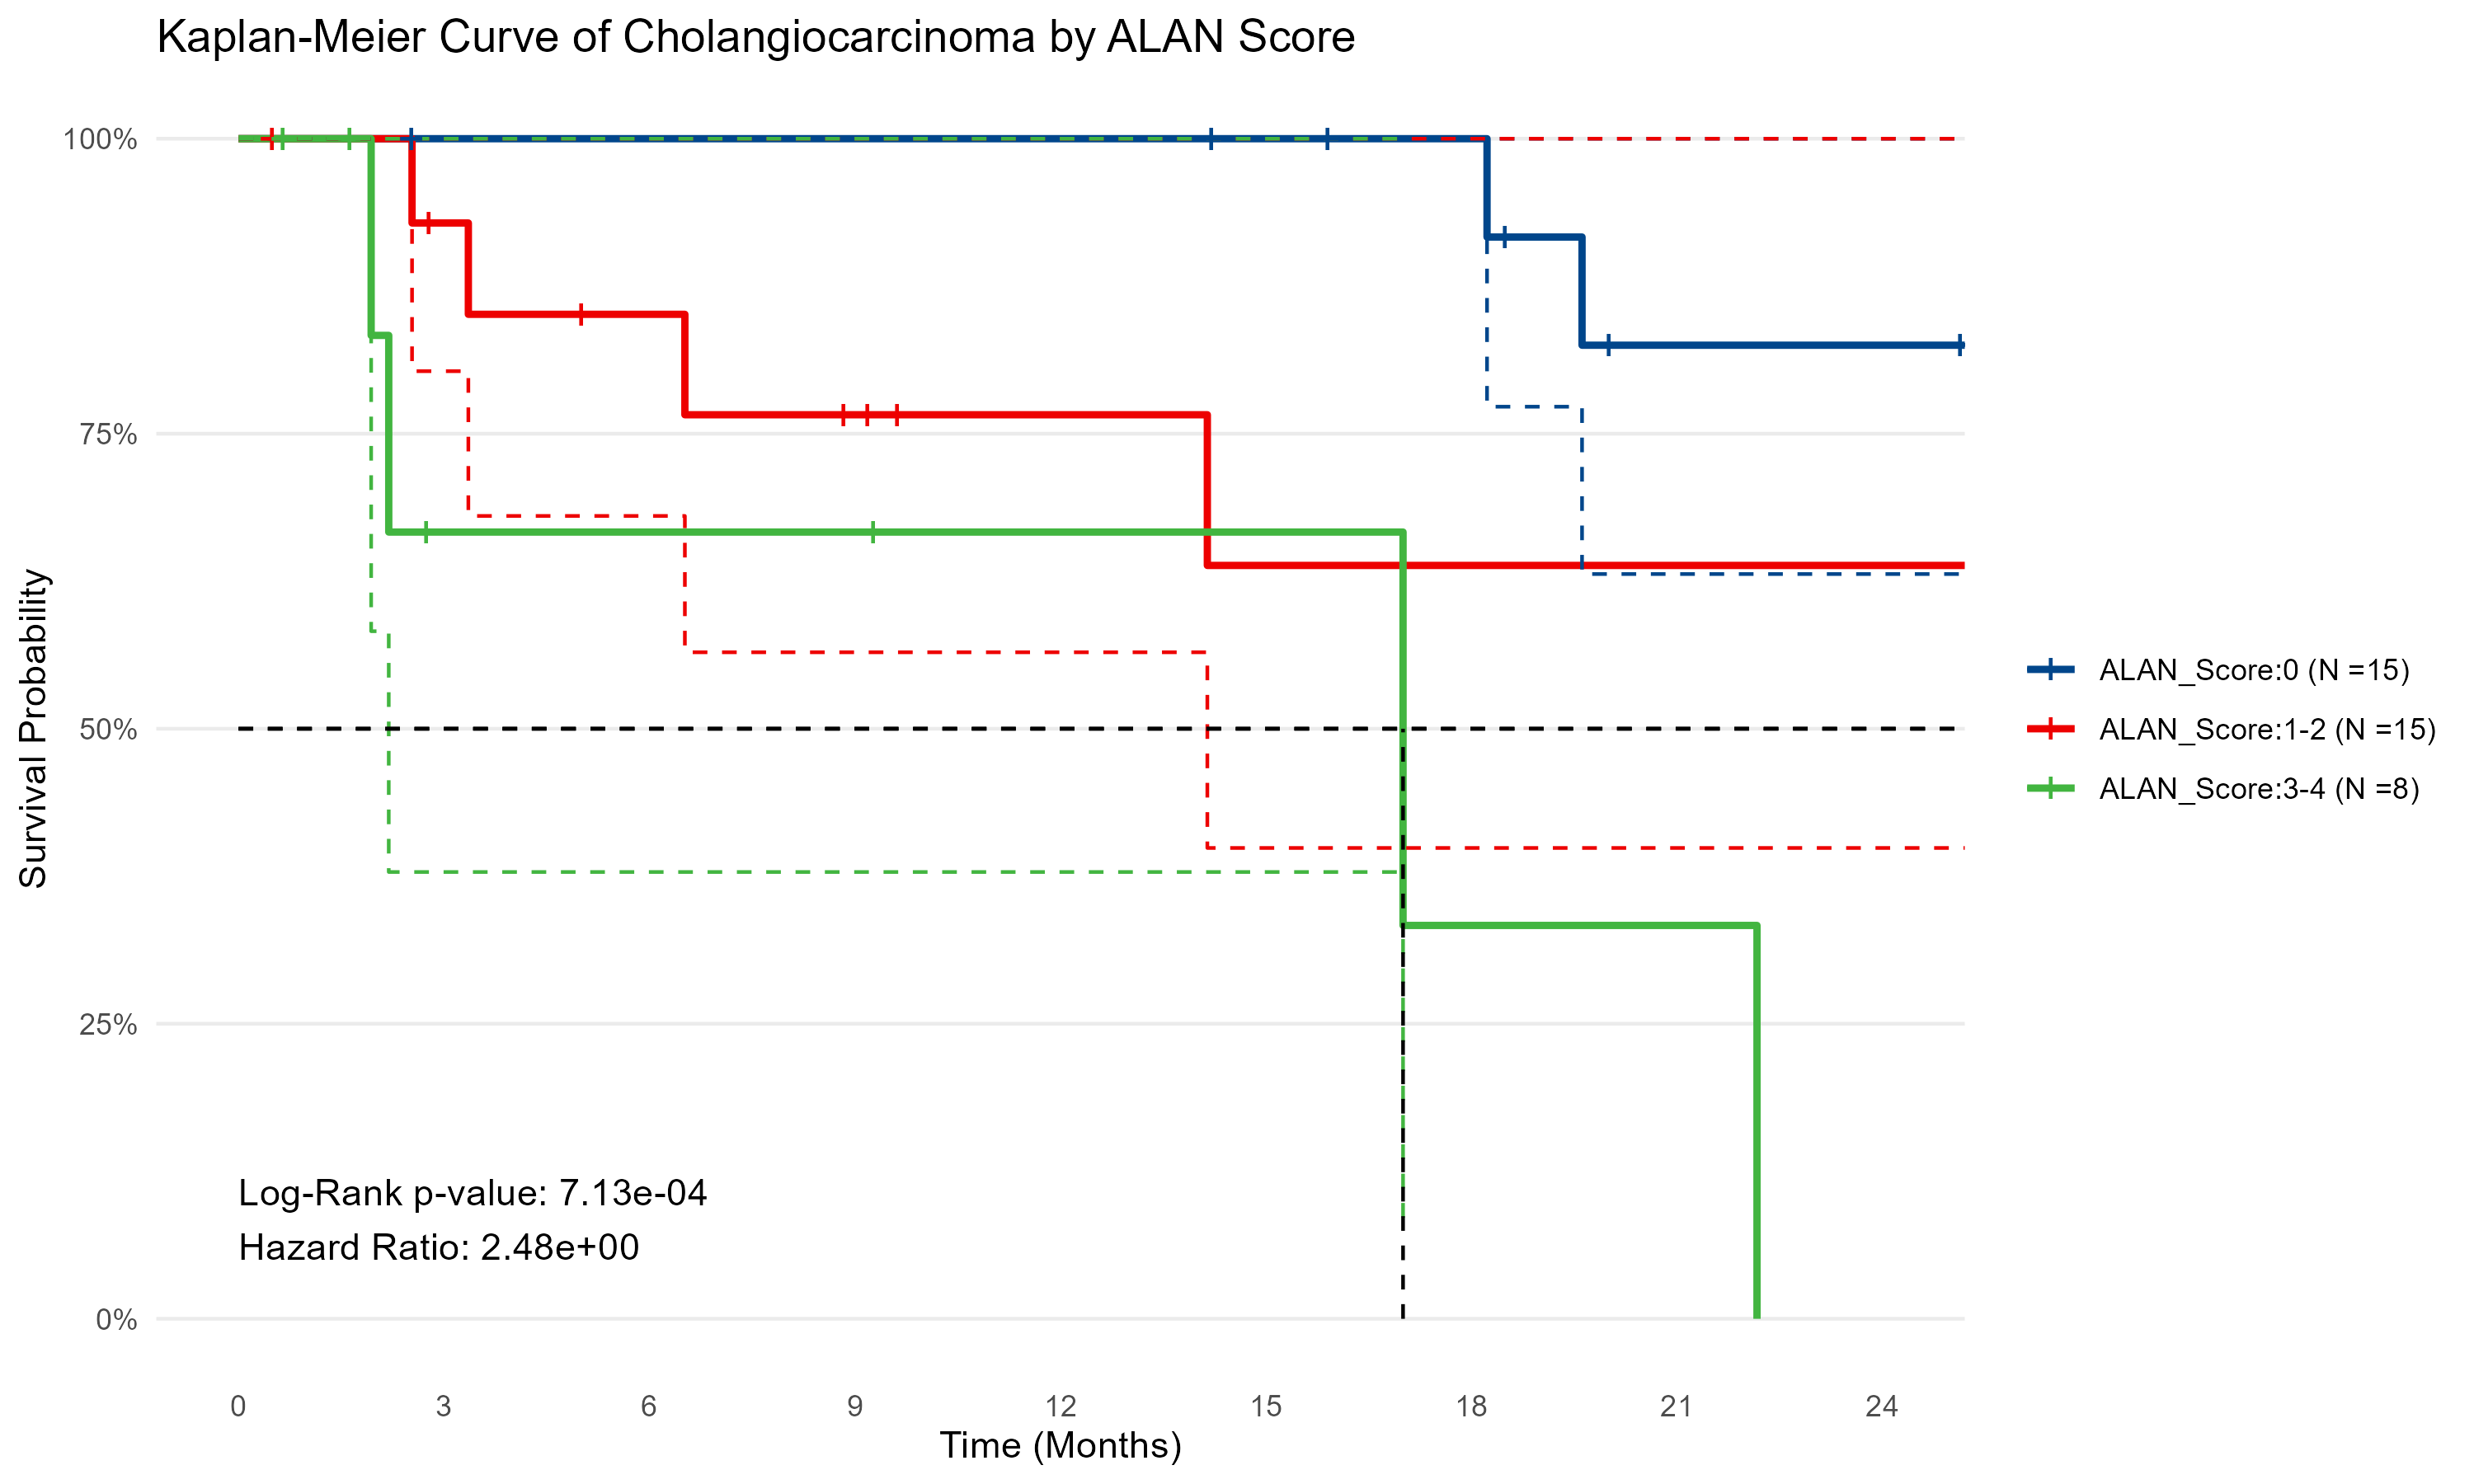 Kaplan-Meier Curve of Cholangiocarcinoma by ALAN Score
100%
75%
50%
25%
0%
Survival Probability
Log-Rank p-value: 7.13e-04
Hazard Ratio: 2.48e+00
0 3 6 9 12 15 18 21 24
Time (Months)
ALAN_Score:0 (N =15)
ALAN_Score:1-2 (N =15)
ALAN_Score:3-4 (N =8)